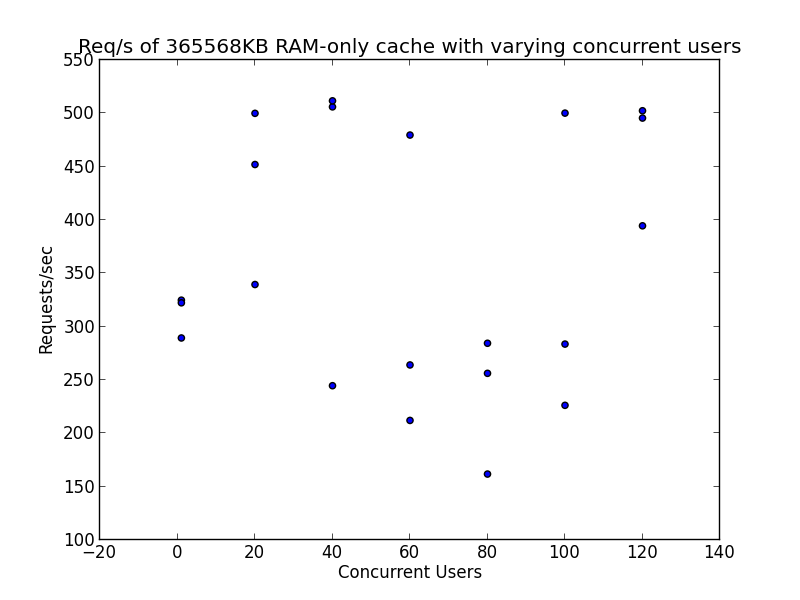 Req/s of 365568KB RAM-only cache with varying concurrent users
550
500
450
400
350
300
250
200
150
100
Requests/sec
−20 0 20 40 60 80 100 120 140
Concurrent Users